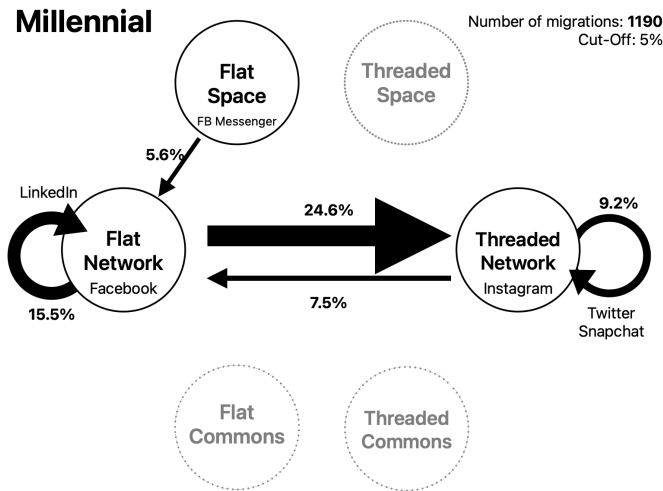 Millennial
Number of migrations: 1190
Cut-Off: 5%
Flat
Space
FB Messenger
Threaded
Space
5.6%
LinkedIn
Flat
Network
Facebook
15.5%
24.6%
7.5%
Threaded
Network
Instagram
9.2%
Twitter
Snapchat
Flat
Commons
Threaded
Commons